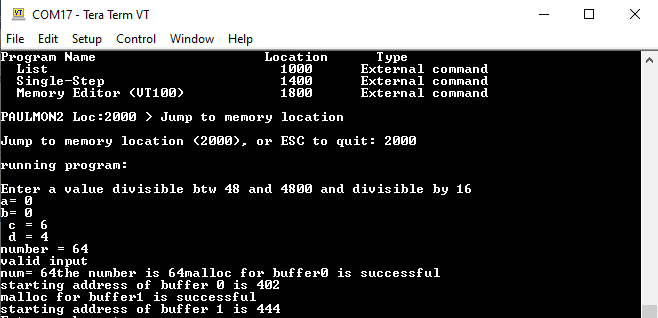 COM17 - Tera Term VT
File Edit Setup Control Window Help
Program Name Location Type
List 1000 External command
Single-Step 1400 External command
Memory Editor (VT100) 1800 External command
PAULMON2 Loc:2000 > Jump to memory location
Jump to memory location (2000), or ESC to quit: 2000
running program:
Enter a value divisible btw 48 and 4800 and divisible by 16
a= 0
b= 0
c = 6
d = 4
number = 64
valid input
num= 64the number is 64malloc for buffer0 is successful
starting address of buffer 0 is 402
malloc for buffer1 is successful
starting address of buffer 1 is 444